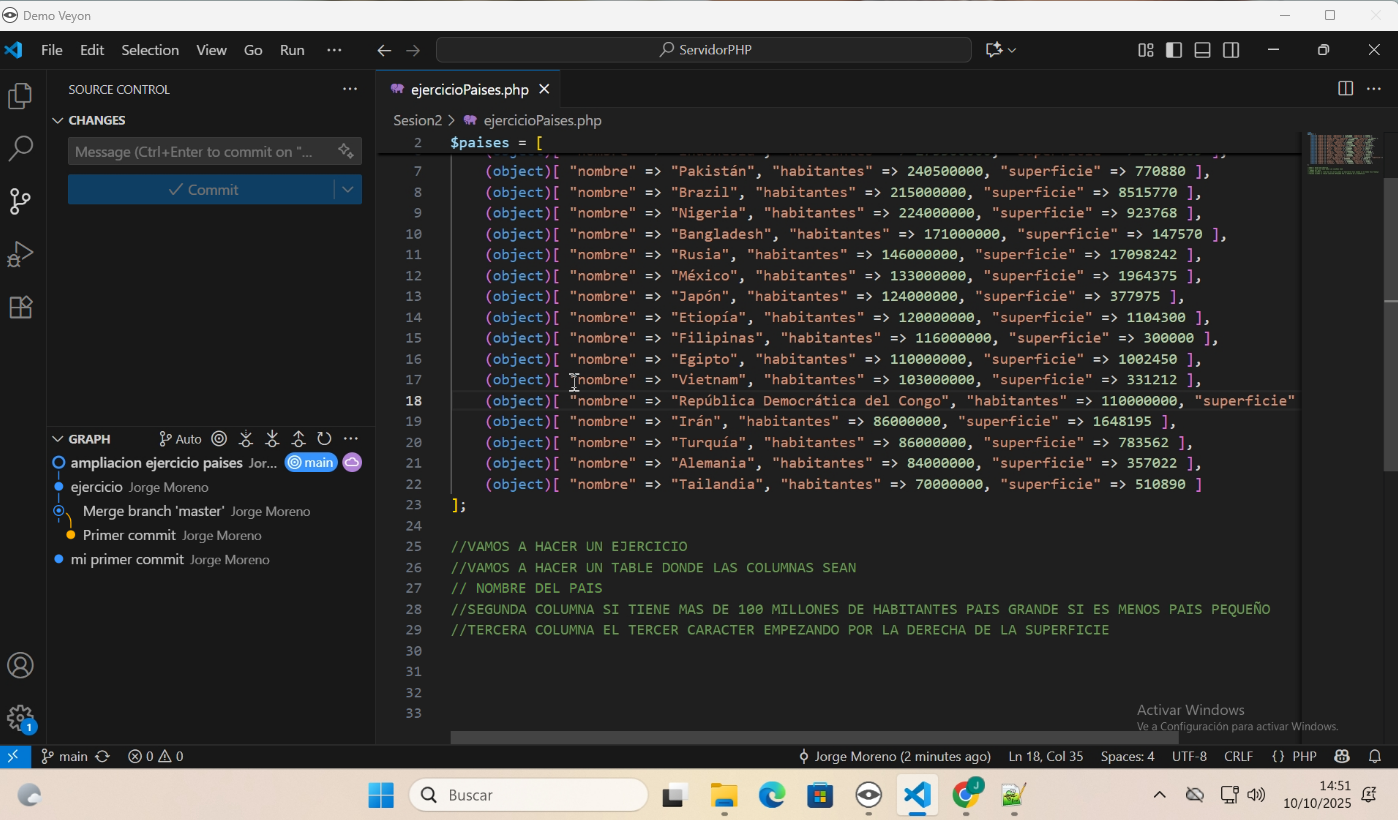 Demo Veyon
File Edit Selection View Go Run ··· ServidorPHP
SOURCE CONTROL
CHANGES
Message (Ctrl+Enter to commit on "...
Commit
GRAPH Auto
ampliacion ejercicio paises Jor... main
ejercicio Jorge Moreno
Merge branch 'master' Jorge Moreno
Primer commit Jorge Moreno
mi primer commit Jorge Moreno
ejercicioPaises.php
Sesion2 > ejercicioPaises.php
2 $paises = [
7 (object)[ "nombre" => "Pakistán", "habitantes" => 240500000, "superficie" => 770880 ],
8 (object)[ "nombre" => "Brazil", "habitantes" => 215000000, "superficie" => 8515770 ],
9 (object)[ "nombre" => "Nigeria", "habitantes" => 224000000, "superficie" => 923768 ],
10 (object)[ "nombre" => "Bangladesh", "habitantes" => 171000000, "superficie" => 147570 ],
11 (object)[ "nombre" => "Rusia", "habitantes" => 146000000, "superficie" => 17098242 ],
12 (object)[ "nombre" => "México", "habitantes" => 133000000, "superficie" => 1964375 ],
13 (object)[ "nombre" => "Japón", "habitantes" => 124000000, "superficie" => 377975 ],
14 (object)[ "nombre" => "Etiopía", "habitantes" => 120000000, "superficie" => 1104300 ],
15 (object)[ "nombre" => "Filipinas", "habitantes" => 116000000, "superficie" => 300000 ],
16 (object)[ "nombre" => "Egipto", "habitantes" => 110000000, "superficie" => 1002450 ],
17 (object)[ "nombre" => "Vietnam", "habitantes" => 103000000, "superficie" => 331212 ],
18 (object)[ "nombre" => "República Democrática del Congo", "habitantes" => 110000000, "superficie"
19 (object)[ "nombre" => "Irán", "habitantes" => 86000000, "superficie" => 1648195 ],
20 (object)[ "nombre" => "Turquía", "habitantes" => 86000000, "superficie" => 783562 ],
21 (object)[ "nombre" => "Alemania", "habitantes" => 84000000, "superficie" => 357022 ],
22 (object)[ "nombre" => "Tailandia", "habitantes" => 70000000, "superficie" => 510890 ]
23 ];
24
25 //VAMOS A HACER UN EJERCICIO
26 //VAMOS A HACER UN TABLE DONDE LAS COLUMNAS SEAN
27 // NOMBRE DEL PAIS
28 //SEGUNDA COLUMNA SI TIENE MAS DE 100 MILLONES DE HABITANTES PAIS GRANDE SI ES MENOS PAIS PEQUEÑO
29 //TERCERA COLUMNA EL TERCER CARACTER EMPEZANDO POR LA DERECHA DE LA SUPERFICIE
30
31
32
33
Activar Windows
Ve a Configuración para activar Windows.
1
main 0 0 Jorge Moreno (2 minutes ago) Ln 18, Col 35 Spaces: 4 UTF-8 CRLF {} PHP
Buscar
J
14:51
10/10/2025